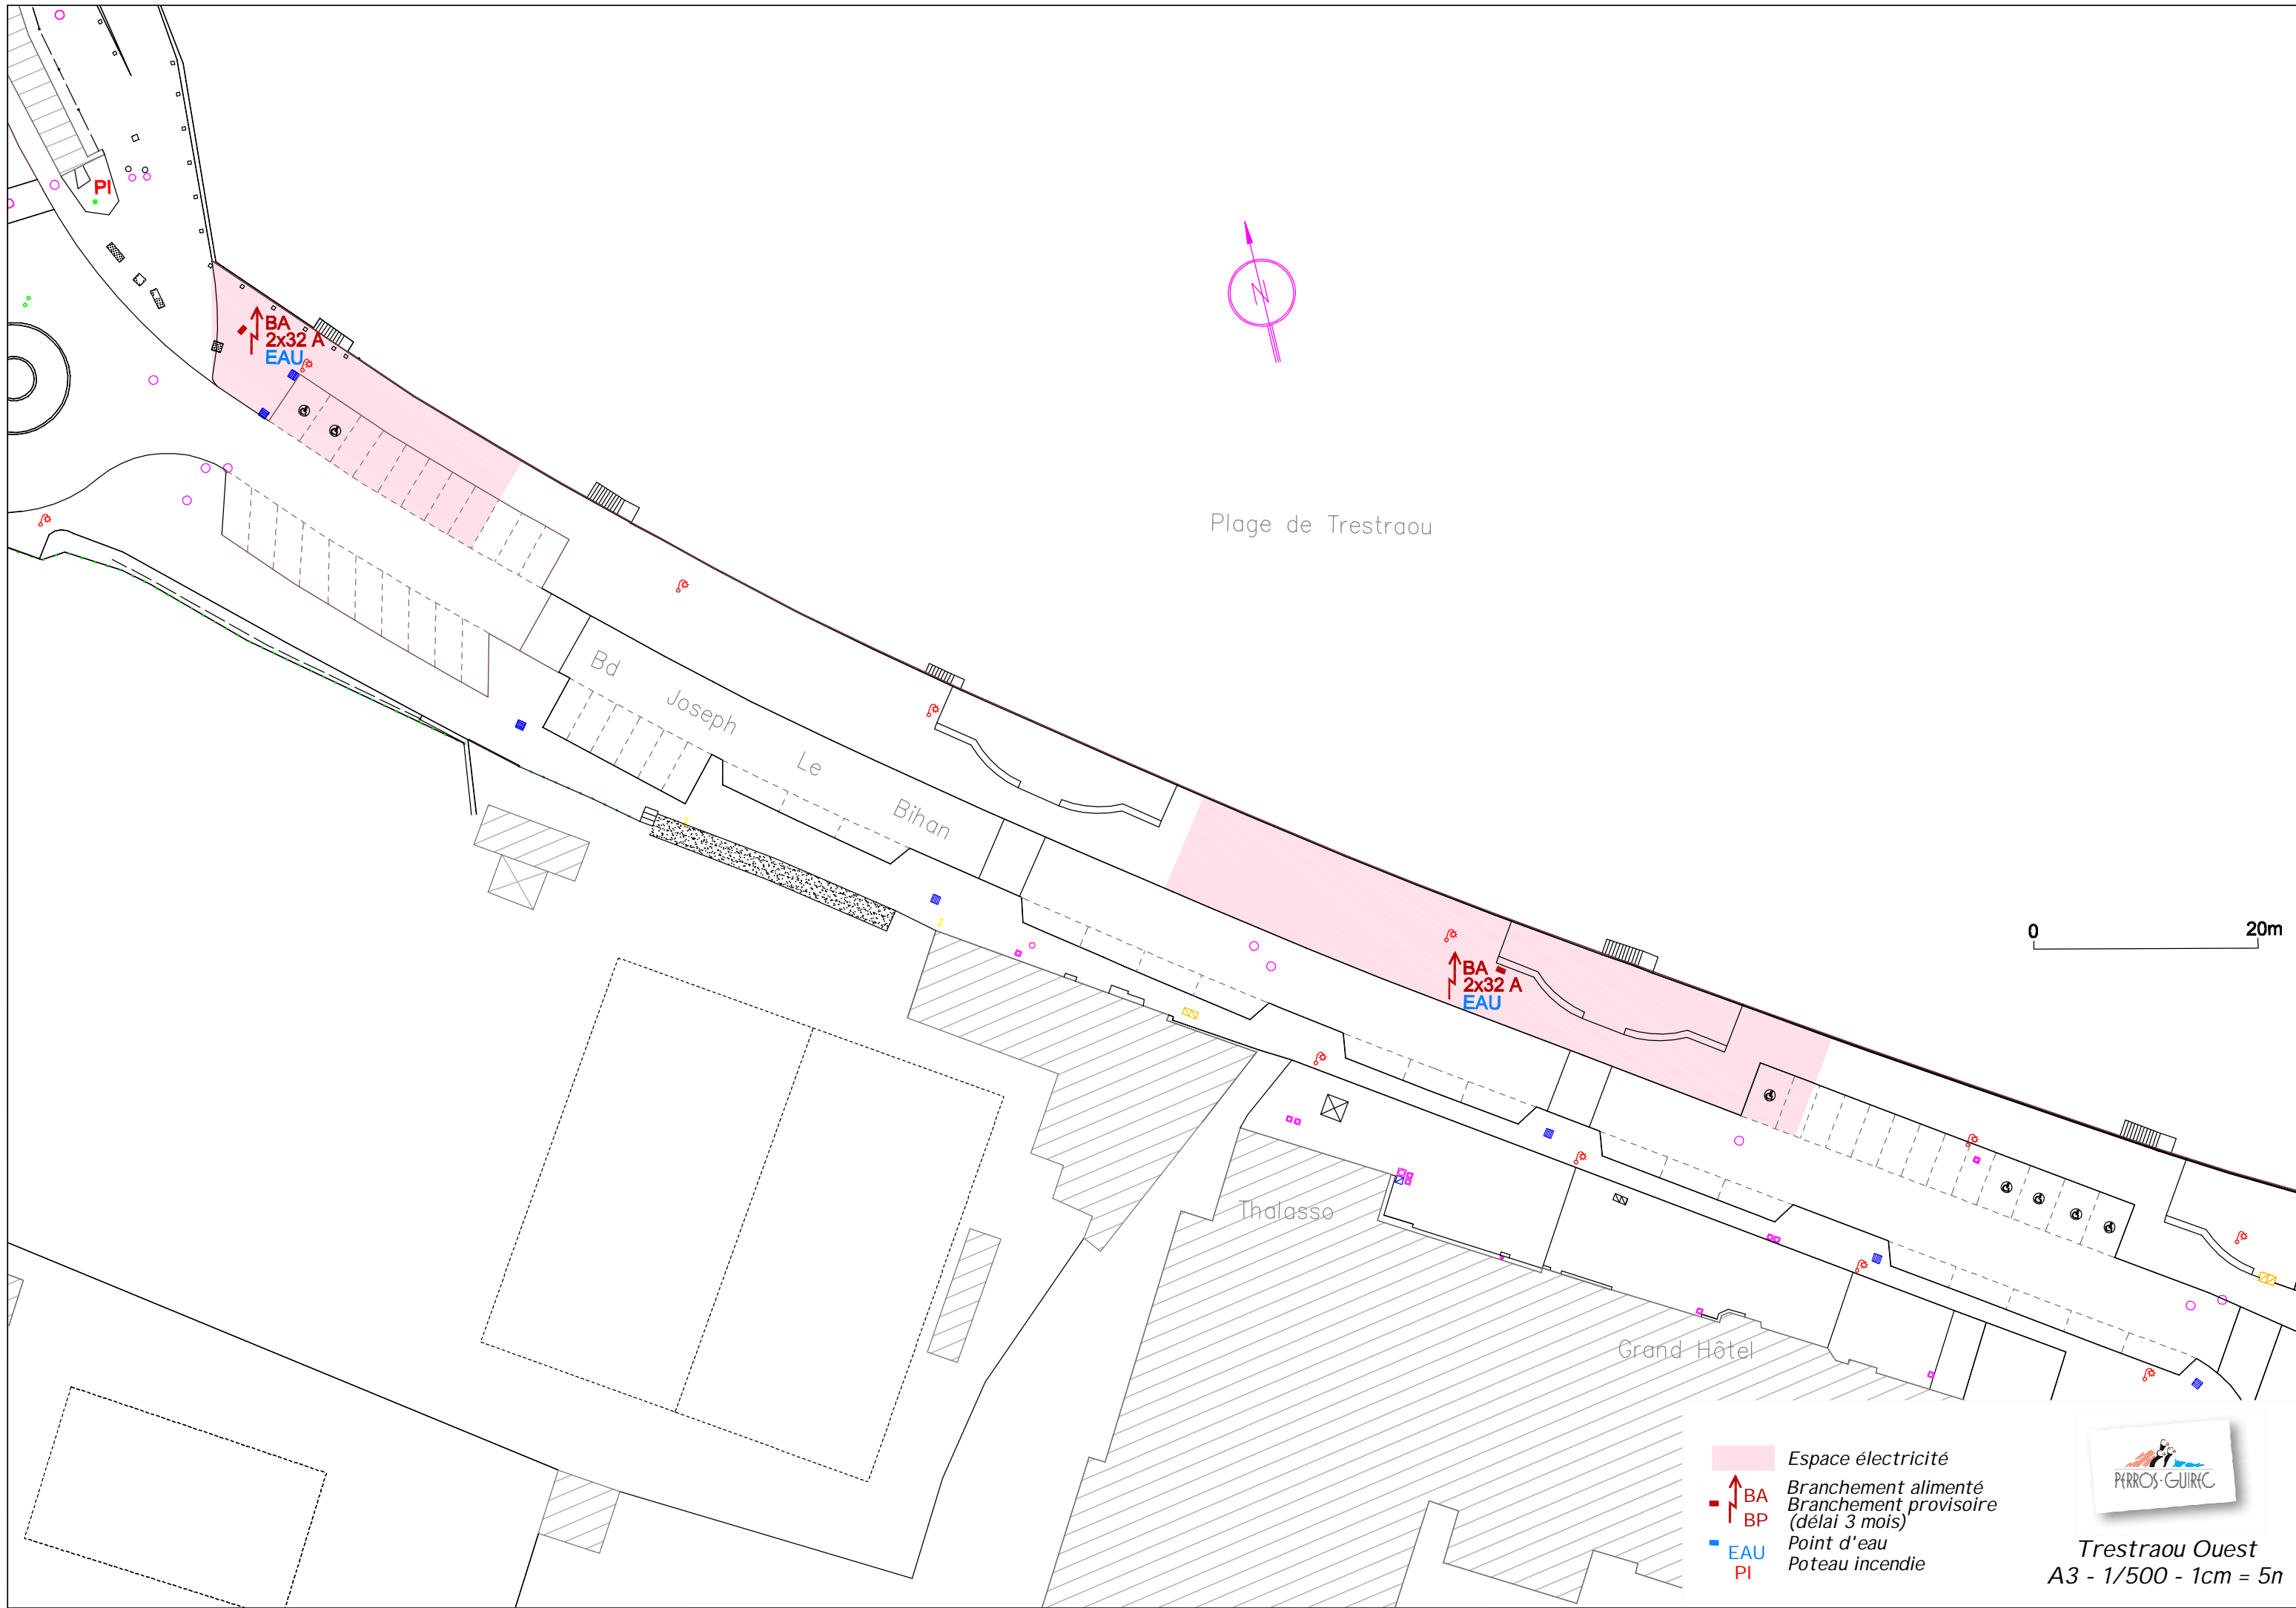 PI
BA
2x32 A
EAU
N
Plage de Trestraou
Bd Joseph Le Bihan
0 20m
BA
2x32 A
EAU
Thalasso
Grand Hôtel
Espace électricité
BA Branchement alimenté
BP Branchement provisoire
(délai 3 mois)
EAU Point d'eau
PI Poteau incendie
PERROS-GUIREC
Trestraou Ouest
A3 - 1/500 - 1cm = 5n